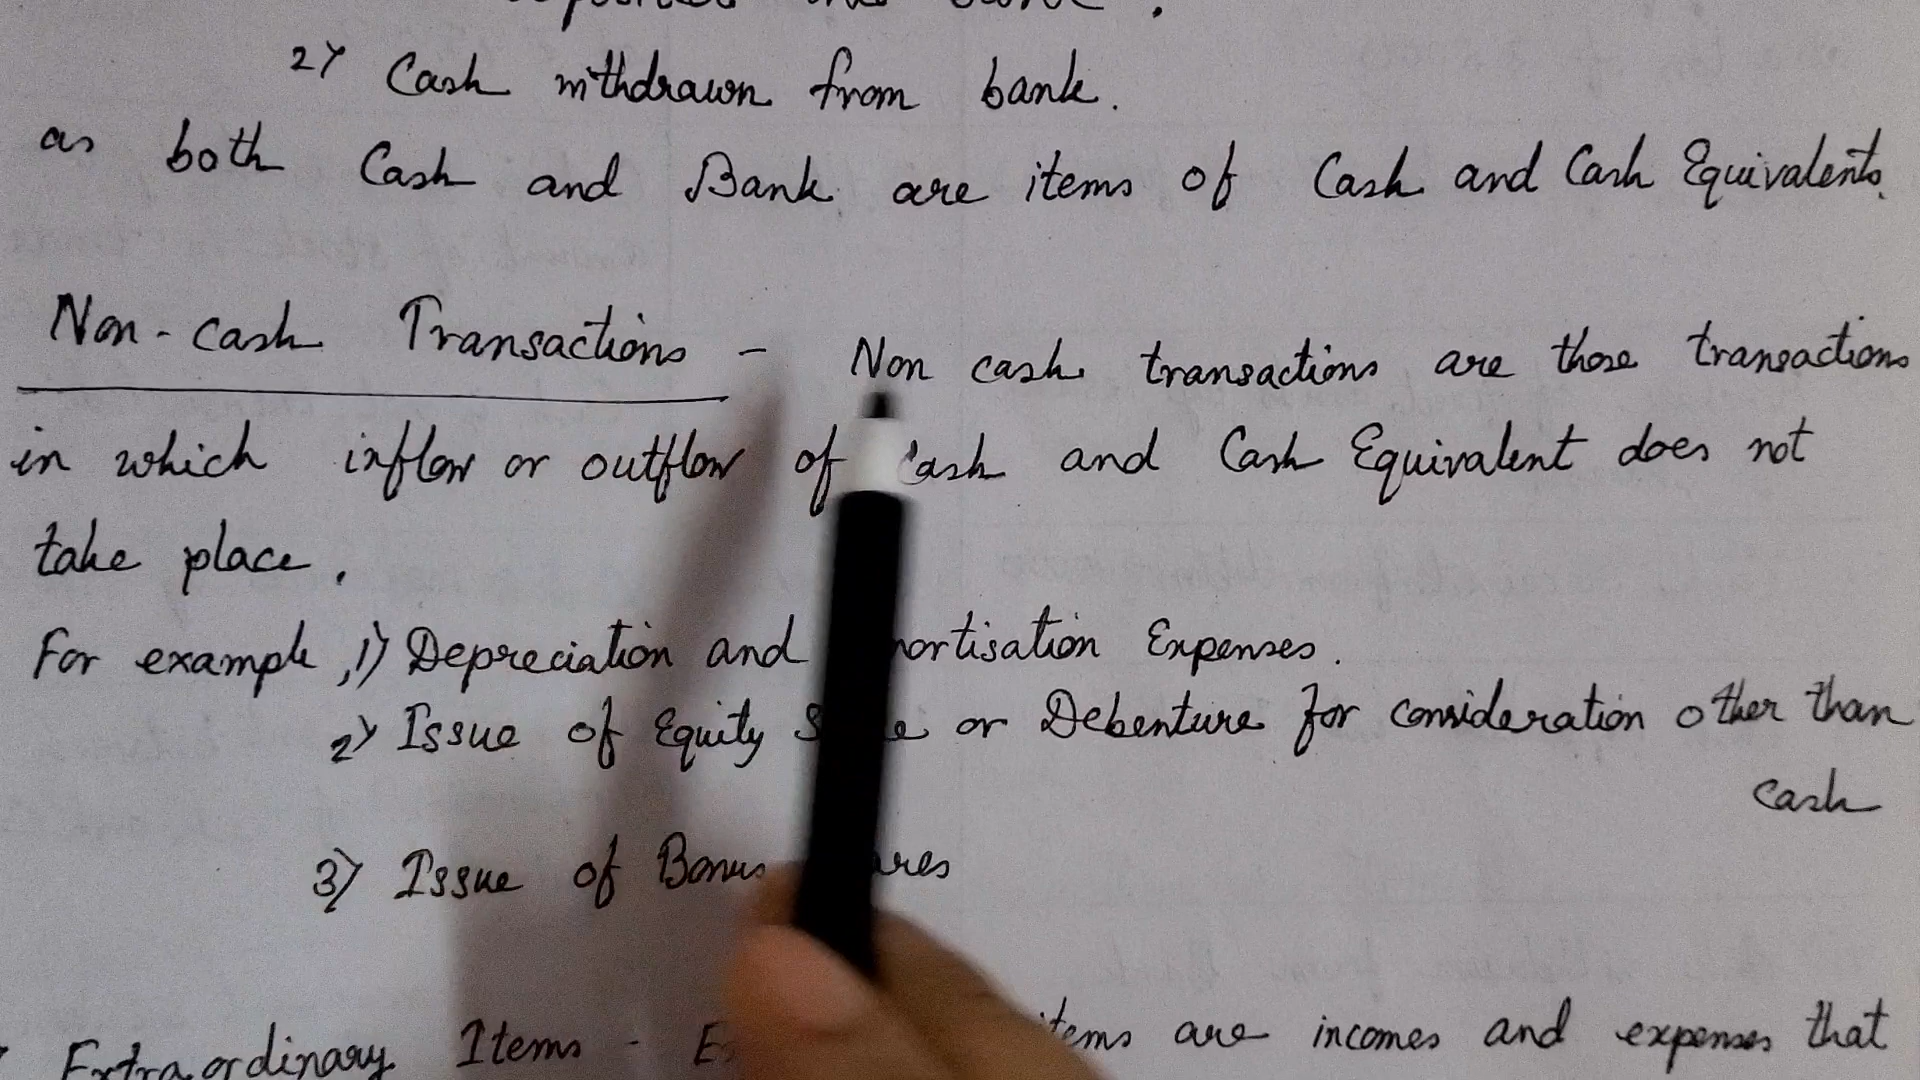 2) Cash withdrawn from bank.
as both Cash and Bank are items of Cash and Cash Equivalents.
Non-cash Transactions - Non cash transactions are those transactions
in which inflow or outflow of Cash and Cash Equivalent does not
take place.
For example, 1) Depreciation and Expenses.
2) Issue of Equity or Debenture for consideration other than
cash
3) Issue of Bonus
Extraordinary Items - are incomes and expenses that